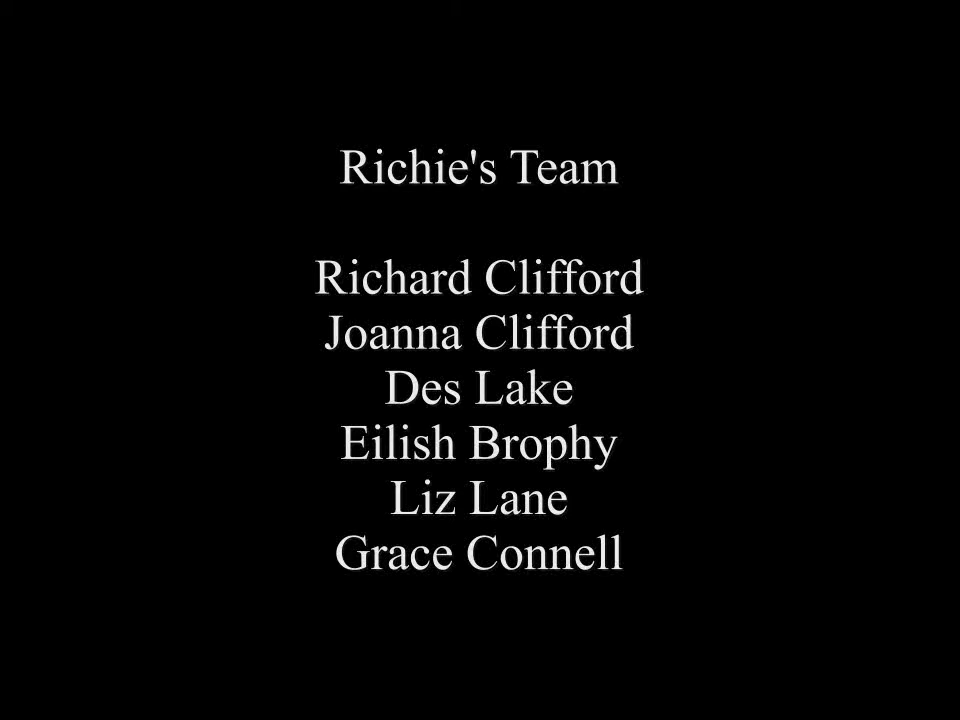 Richie's Team
Richard Clifford
Joanna Clifford
Des Lake
Eilish Brophy
Liz Lane
Grace Connell